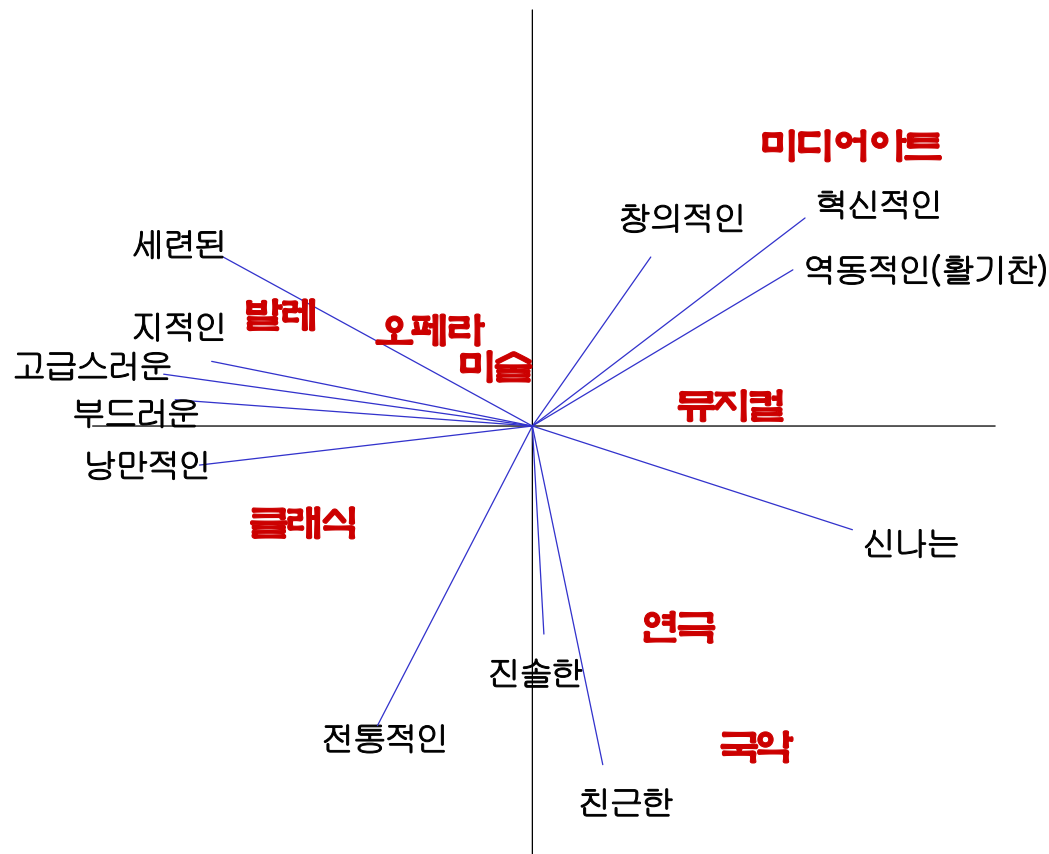 미디어아트
혁신적인
창의적인
세련된
역동적인(활기찬)
발레
지적인
오페라
미술
고급스러운
뮤지컬
부드러운
낭만적인
클래식
신나는
연극
진솔한
전통적인
국악
친근한